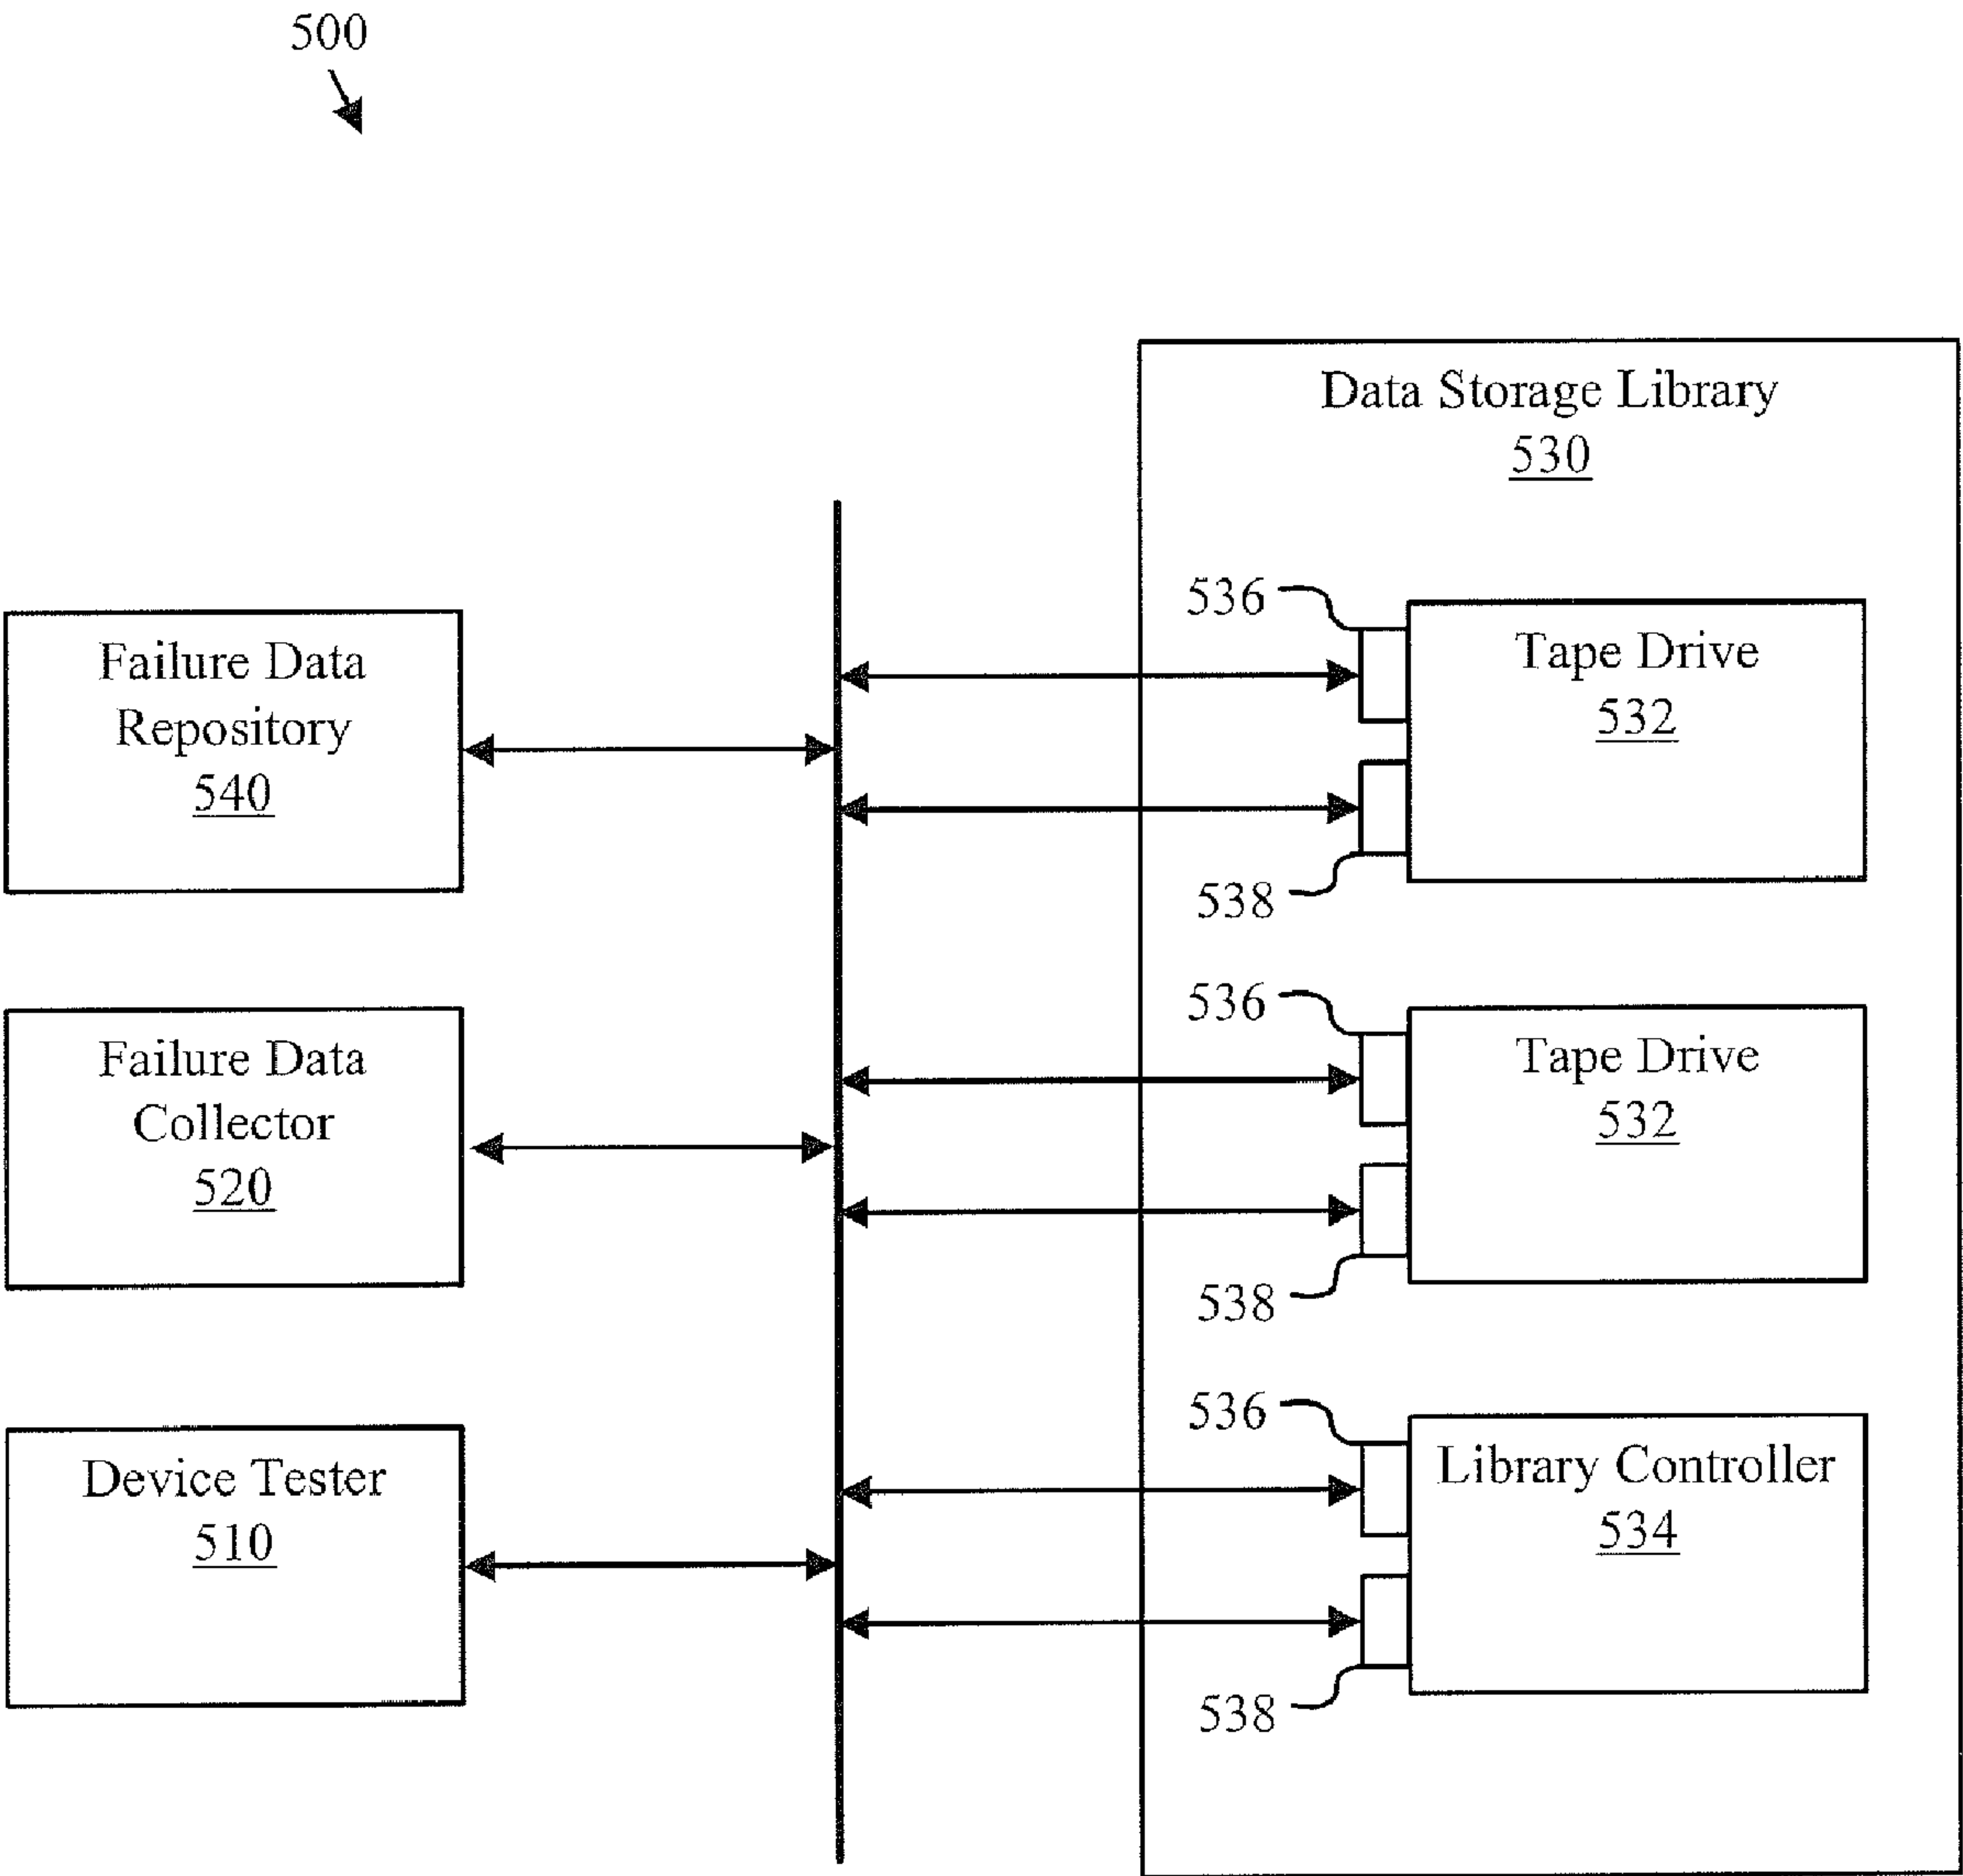 500
Data Storage Library
530
Failure Data
Repository
540
536
Tape Drive
532
538
Failure Data
Collector
520
536
Tape Drive
532
538
Device Tester
510
536
Library Controller
534
538